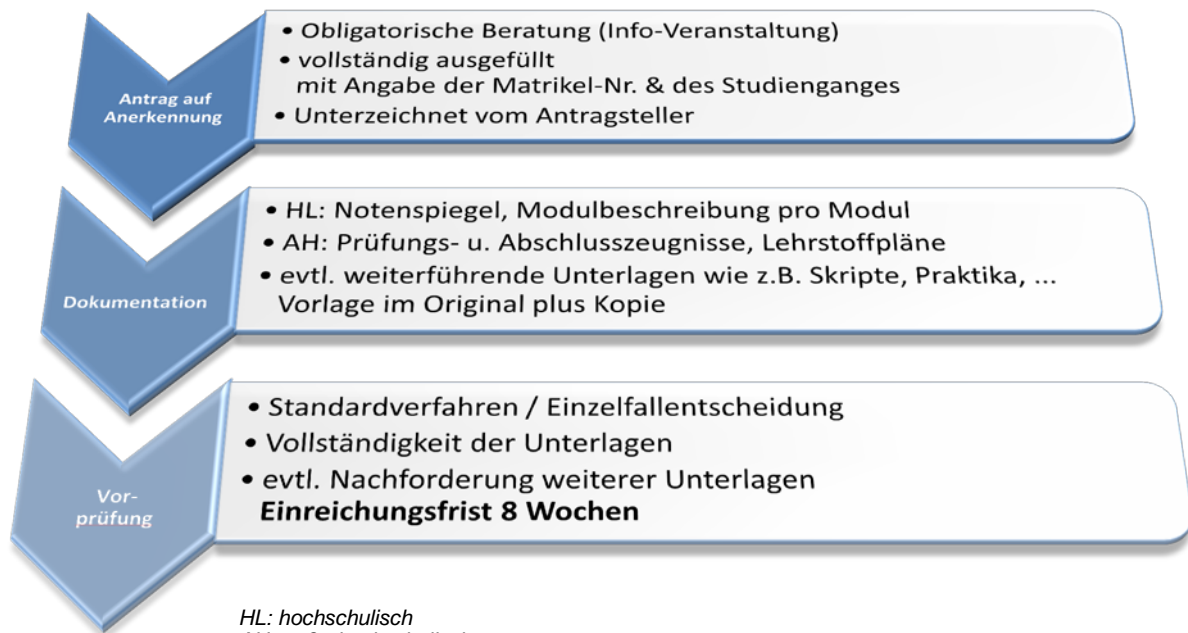 Antrag auf
Anerkennung
• Obligatorische Beratung (Info-Veranstaltung)
• vollständig ausgefüllt
mit Angabe der Matrikel-Nr. & des Studienganges
• Unterzeichnet vom Antragsteller
Dokumentation
• HL: Notenspiegel, Modulbeschreibung pro Modul
• AH: Prüfungs- u. Abschlusszeugnisse, Lehrstoffpläne
• evtl. weiterführende Unterlagen wie z.B. Skripte, Praktika, ...
Vorlage im Original plus Kopie
Vor-
prüfung
• Standardverfahren / Einzelfallentscheidung
• Vollständigkeit der Unterlagen
• evtl. Nachforderung weiterer Unterlagen
Einreichungsfrist 8 Wochen
HL: hochschulisch